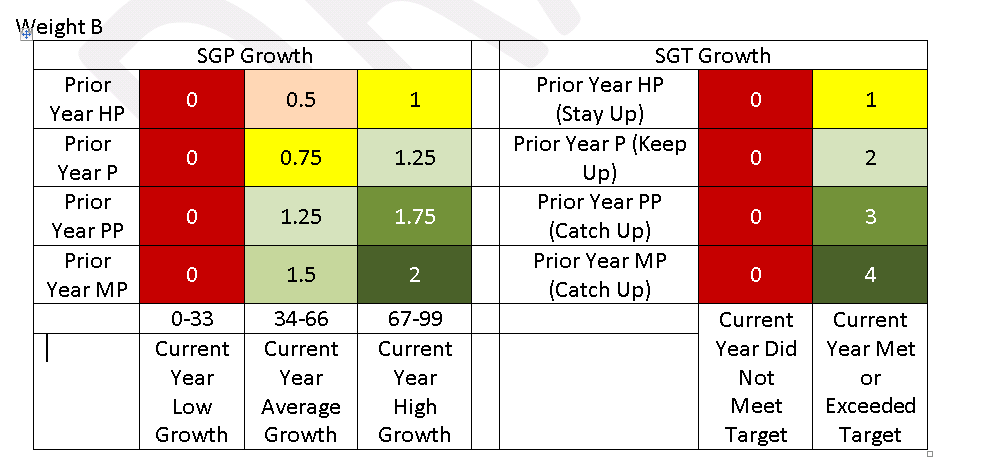 Weight B
SGP Growth SGT Growth
Prior Year HP 0 0.5 1 Prior Year HP (Stay Up) 0 1
Prior Year P 0 0.75 1.25 Prior Year P (Keep Up) 0 2
Prior Year PP 0 1.25 1.75 Prior Year PP (Catch Up) 0 3
Prior Year MP 0 1.5 2 Prior Year MP (Catch Up) 0 4
0-33 34-66 67-99
Current Year Low Growth Current Year Average Growth Current Year High Growth Current Year Did Not Meet Target Current Year Met or Exceeded Target